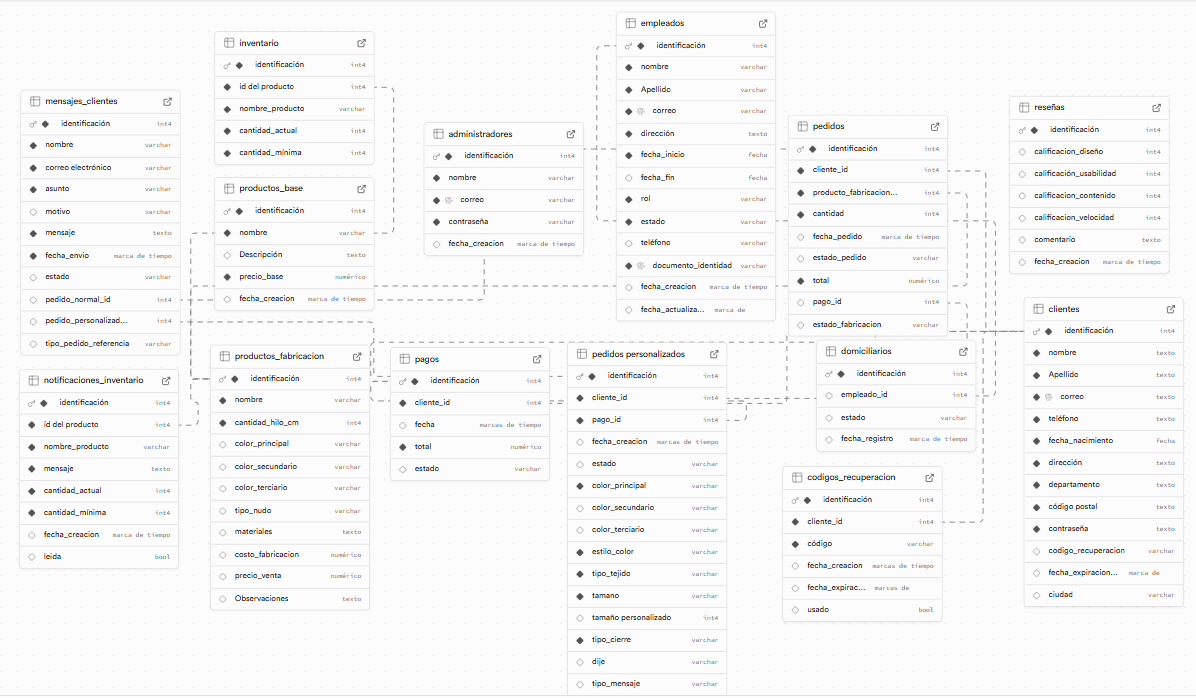 mensajes_clientes
identificación int4
nombre varchar
correo electrónico varchar
asunto varchar
motivo varchar
mensaje texto
fecha_envio marca de tiempo
estado varchar
pedido_normal_id int4
pedido_personalizad... int4
tipo_pedido_referencia varchar
notificaciones_inventario
identificación int4
id del producto int4
nombre_producto varchar
mensaje texto
cantidad_actual int4
cantidad_mínima int4
fecha_creacion marca de tiempo
leida bool
inventario
identificación int4
id del producto int4
nombre_producto varchar
cantidad_actual int4
cantidad_mínima int4
productos_base
identificación int4
nombre varchar
Descripción texto
precio_base numérico
fecha_creacion marca de tiempo
productos_fabricacion
identificación int4
nombre varchar
cantidad_hilo_cm int4
color_principal varchar
color_secundario varchar
color_terciario varchar
tipo_nudo varchar
materiales texto
costo_fabricacion numérico
precio_venta numérico
Observaciones texto
administradores
identificación int4
nombre varchar
correo varchar
contraseña varchar
fecha_creacion marca de tiempo
pagos
identificación int4
cliente_id int4
fecha marcas de tiempo
total numérico
estado varchar
empleados
identificación int4
nombre varchar
Apellido varchar
correo varchar
dirección texto
fecha_inicio fecha
fecha_fin fecha
rol varchar
estado varchar
teléfono varchar
documento_identidad varchar
fecha_creacion marca de tiempo
fecha_actualiza... marca de
pedidos personalizados
identificación int4
cliente_id int4
pago_id int4
fecha_creacion marcas de tiempo
estado varchar
color_principal varchar
color_secundario varchar
color_terciario varchar
estilo_color varchar
tipo_tejido varchar
tamano varchar
tamaño personalizado int4
tipo_cierre varchar
dije varchar
tipo_mensaje varchar
pedidos
identificación int4
cliente_id int4
producto_fabricacion... int4
cantidad int4
fecha_pedido marca de tiempo
estado_pedido varchar
total numérico
pago_id int4
estado_fabricacion varchar
domiciliarios
identificación int4
empleado_id int4
estado varchar
fecha_registro marca de tiempo
codigos_recuperacion
identificación int4
cliente_id int4
código varchar
fecha_creacion marcas de tiempo
fecha_expirac... marcas de
usado bool
reseñas
identificación int4
calificacion_diseño int4
calificación_usabilidad int4
calificacion_contenido int4
calificacion_velocidad int4
comentario texto
fecha_creacion marca de tiempo
clientes
identificación int4
nombre texto
Apellido texto
correo texto
teléfono texto
fecha_nacimiento fecha
dirección texto
departamento texto
código postal texto
contraseña texto
codigo_recuperacion varchar
fecha_expiracion... marca de
ciudad varchar